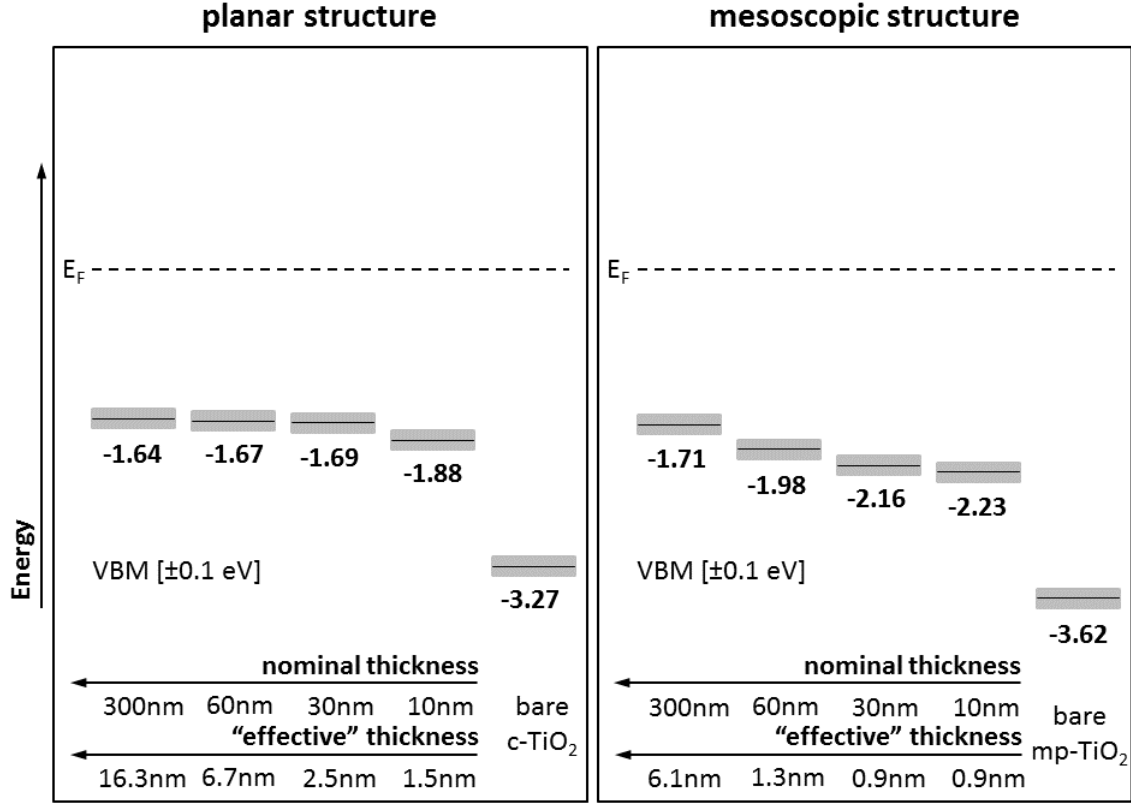 planar structure
E_F
-1.64 -1.67 -1.69 -1.88
-3.27
VBM [±0.1 eV]
Energy
nominal thickness
300nm 60nm 30nm 10nm
"effective" thickness
16.3nm 6.7nm 2.5nm 1.5nm
bare
c-TiO₂
mesoscopic structure
E_F
-1.71 -1.98 -2.16 -2.23
-3.62
VBM [±0.1 eV]
nominal thickness
300nm 60nm 30nm 10nm
"effective" thickness
6.1nm 1.3nm 0.9nm 0.9nm
bare
mp-TiO₂